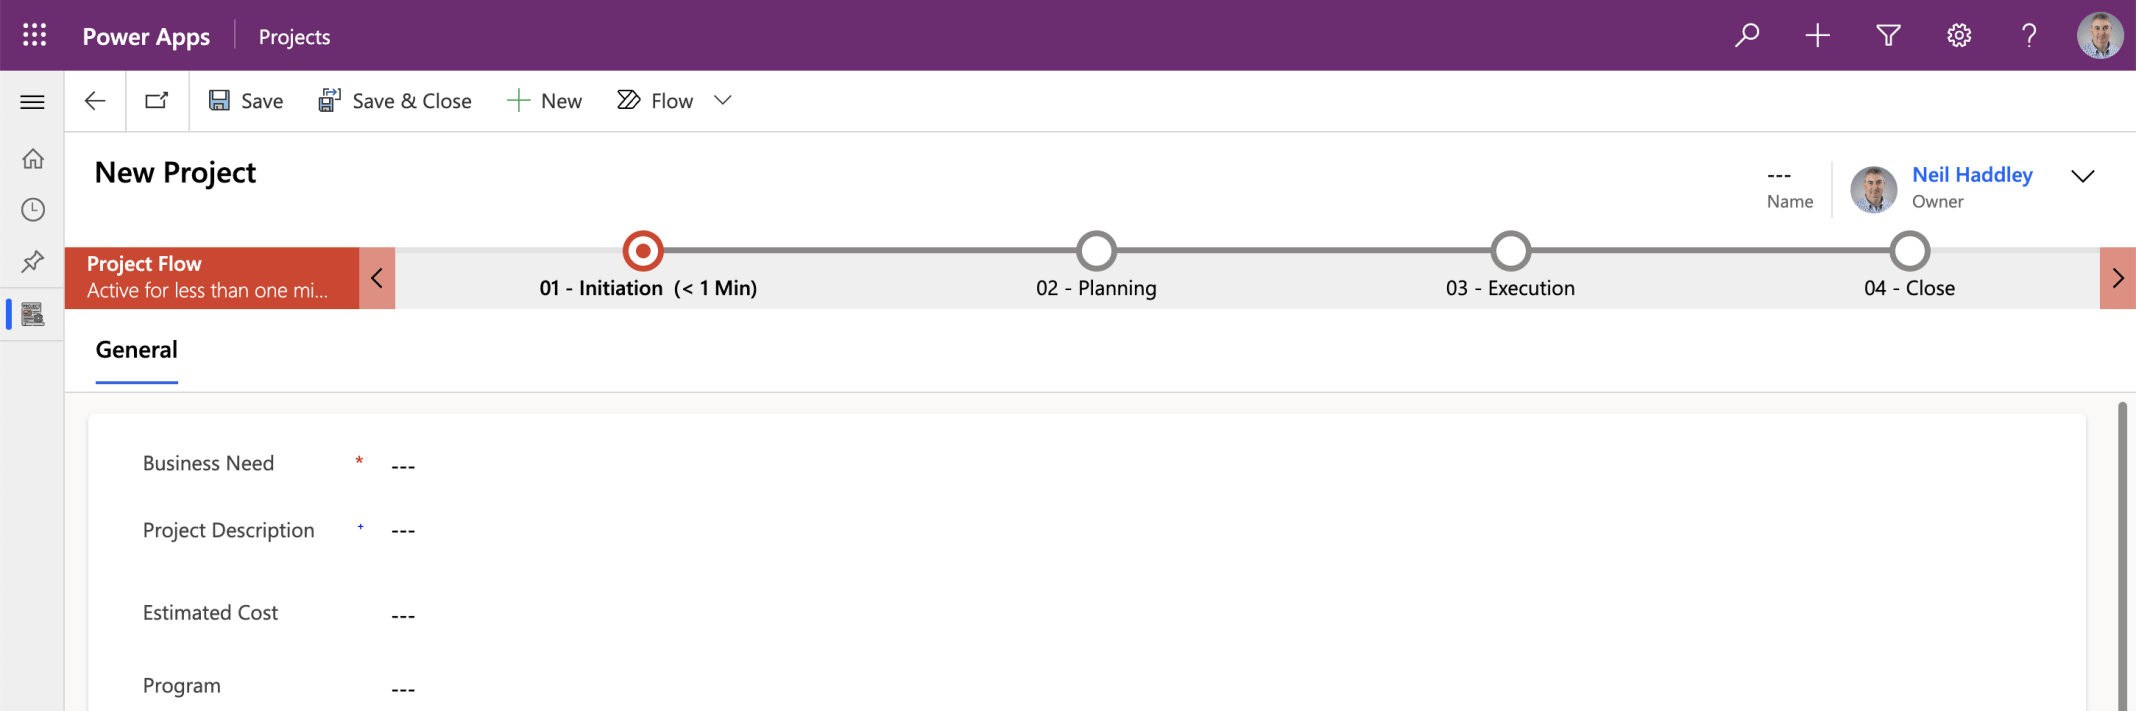 Power Apps
Projects
Save
Save & Close
New
Flow
New Project
---
Name
Neil Haddley
Owner
Project Flow
Active for less than one mi...
01 - Initiation (< 1 Min)
02 - Planning
03 - Execution
04 - Close
General
Business Need * ---
Project Description + ---
Estimated Cost ---
Program ---